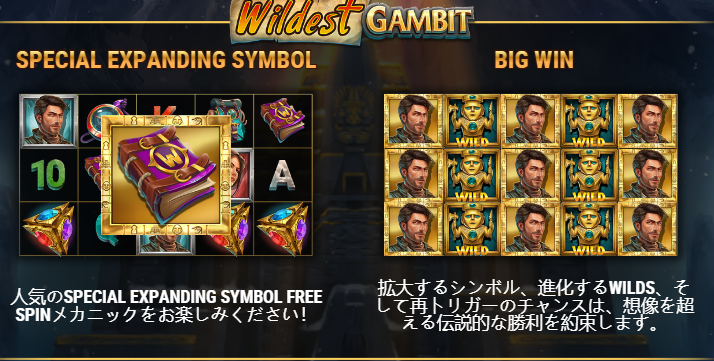 Wildest GAMBIT
SPECIAL EXPANDING SYMBOL
BIG WIN
10
W
A
WILD
WILD
WILD
WILD
WILD
WILD
人気のSPECIAL EXPANDING SYMBOL FREE
SPINメカニックをお楽しみください！
拡大するシンボル、進化するWILDS、そ
して再トリガーのチャンスは、想像を超
える伝説的な勝利を約束します。